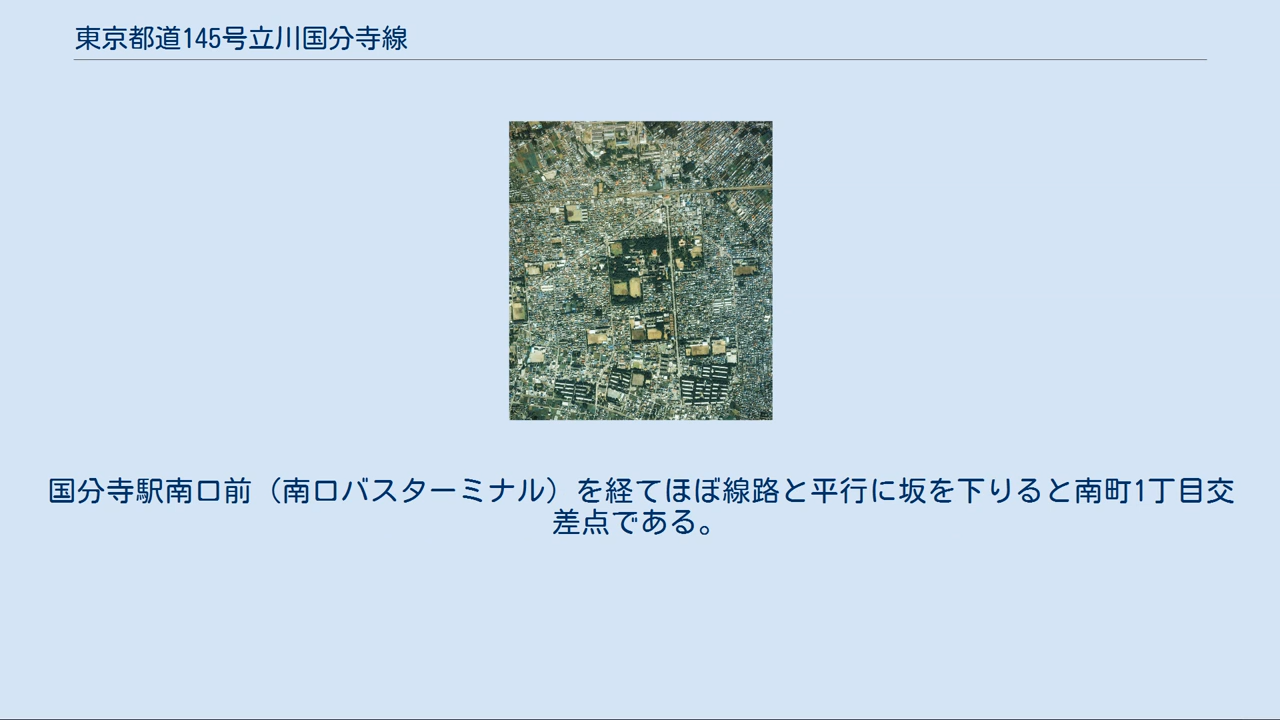 東京都道145号立川国分寺線
国分寺駅南口前（南口バスターミナル）を経てほぼ線路と平行に坂を下りると南町1丁目交
差点である。